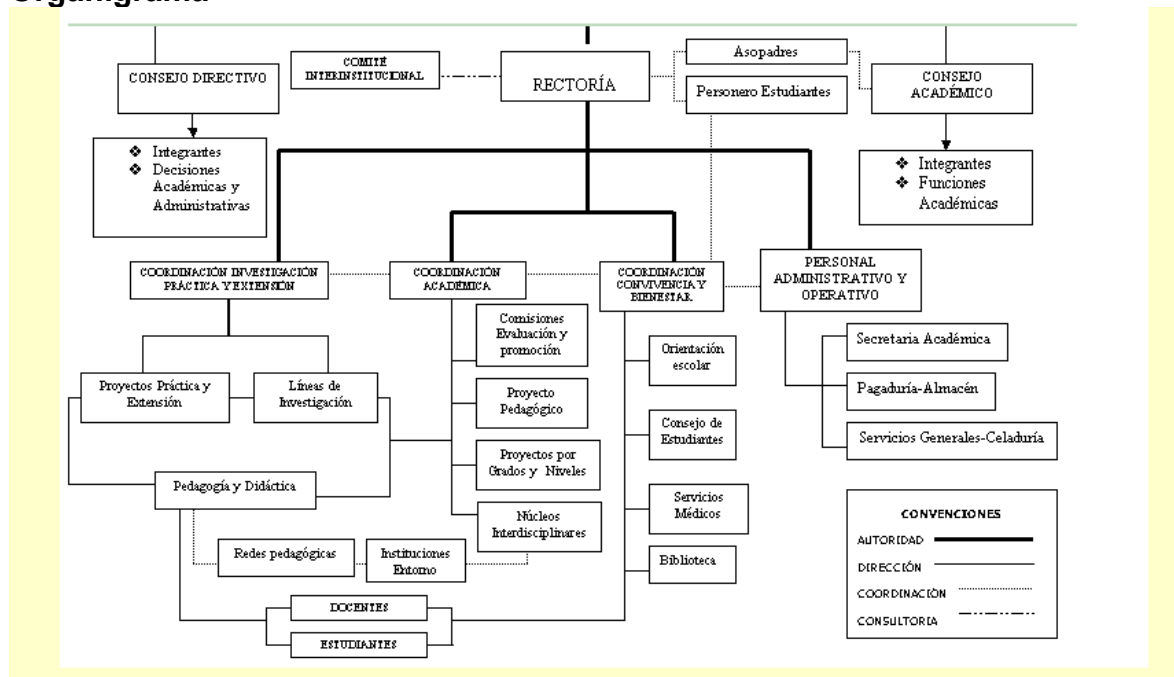 Organigrama
CONSEJO DIRECTIVO
COMITÉ
INTERINSTITUCIONAL
RECTORÍA
Asopadres
Personero Estudiantes
CONSEJO
ACADÉMICO
❖ Integrantes
❖ Decisiones
Académicas y
Administrativas
❖ Integrantes
❖ Funciones
Académicas
COORDINACIÓN INVESTIGACIÓN
PRÁCTICA Y EXTENSIÓN
COORDINACIÓN
ACADÉMICA
COORDINACIÓN
CONVIVENCIA Y
BIENESTAR
PERSONAL
ADMINISTRATIVO Y
OPERATIVO
Proyectos Práctica y
Extensión
Líneas de
Investigación
Pedagogía y Didáctica
Redes pedagógicas
Instituciones
Entorno
Comisiones
Evaluación y
promoción
Proyecto
Pedagógico
Proyectos por
Grados y Niveles
Núcleos
Interdisciplinares
Orientación
escolar
Consejo de
Estudiantes
Servicios
Médicos
Biblioteca
Secretaria Académica
Pagaduría-Almacén
Servicios Generales-Celaduría
DOCENTES
ESTUDIANTES
CONVENCIONES
AUTORIDAD
DIRECCIÓN
COORDINACIÓN
CONSULTORIA